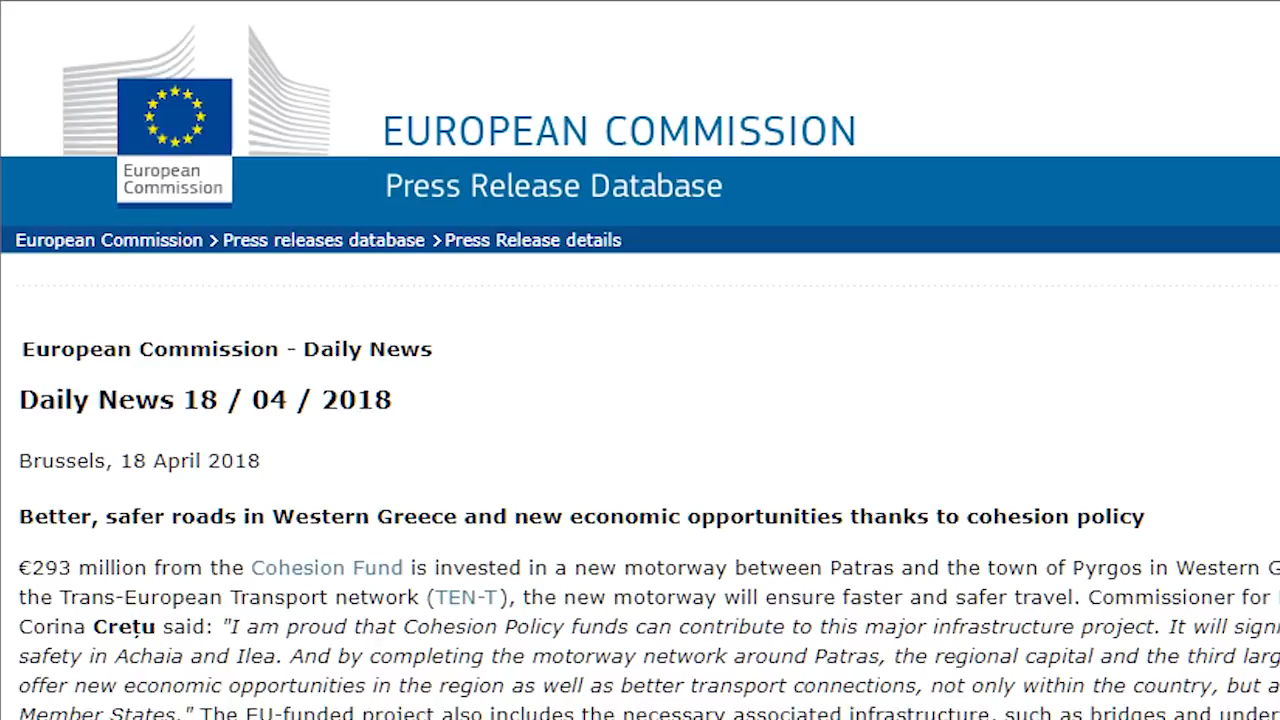 EUROPEAN COMMISSION
European
Commission
Press Release Database
European Commission > Press releases database > Press Release details
European Commission - Daily News
Daily News 18 / 04 / 2018
Brussels, 18 April 2018
Better, safer roads in Western Greece and new economic opportunities thanks to cohesion policy
€293 million from the Cohesion Fund is invested in a new motorway between Patras and the town of Pyrgos in Western
the Trans-European Transport network (TEN-T), the new motorway will ensure faster and safer travel. Commissioner for
Corina Crețu said: "I am proud that Cohesion Policy funds can contribute to this major infrastructure project. It will
safety in Achaia and Ilea. And by completing the motorway network around Patras, the regional capital and the third
offer new economic opportunities in the region as well as better transport connections, not only within the country, but
Member States." The EU-funded project also includes the necessary associated infrastructure, such as bridges and